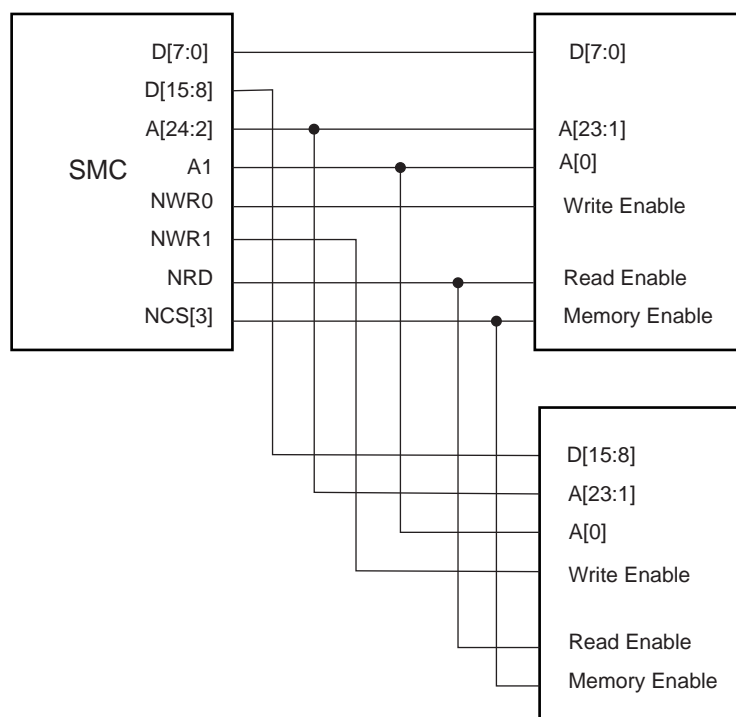 D[7:0]
D[15:8]
A[24:2]
A1
SMC
NWR0
NWR1
NRD
NCS[3]
D[7:0]
A[23:1]
A[0]
Write Enable
Read Enable
Memory Enable
D[15:8]
A[23:1]
A[0]
Write Enable
Read Enable
Memory Enable